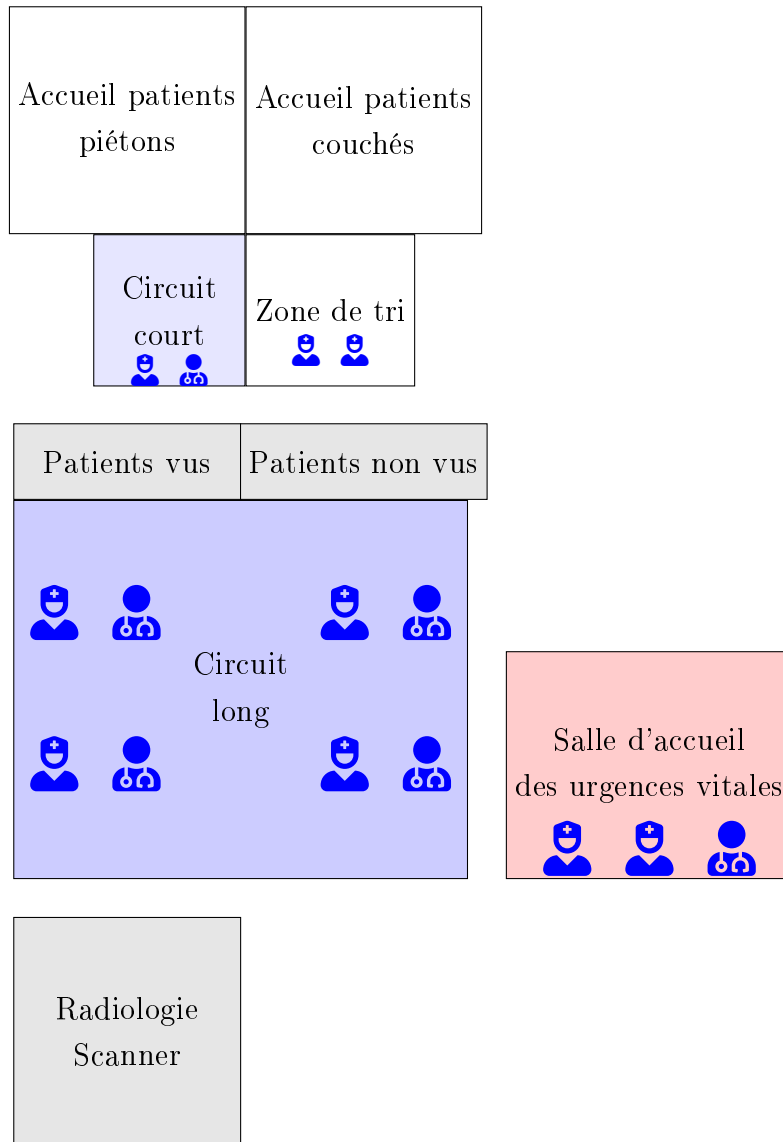 Accueil patients
piétons
Accueil patients
couchés
Circuit
court
Zone de tri
Patients vus
Patients non vus
Circuit
long
Salle d'accueil
des urgences vitales
Radiologie
Scanner